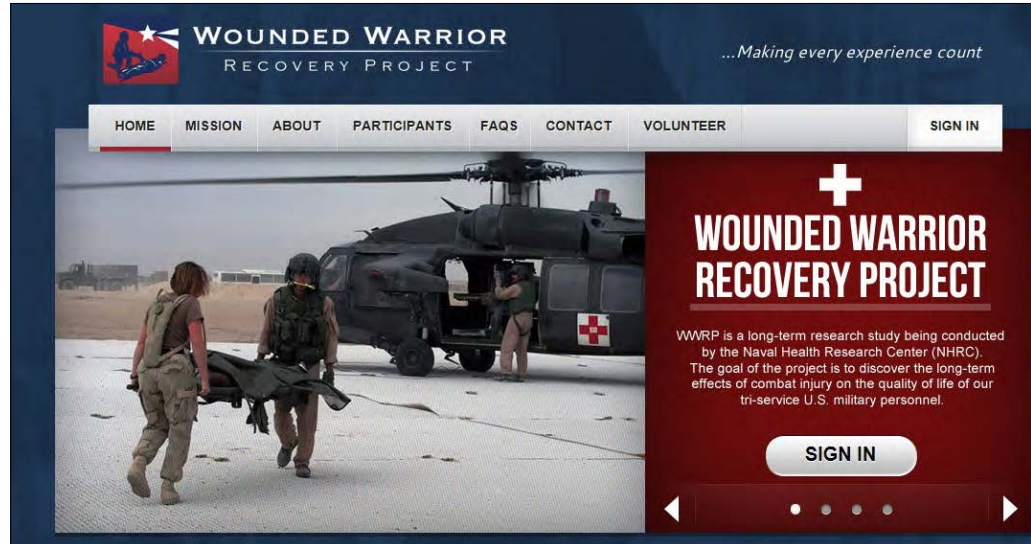 WOUNDED WARRIOR
RECOVERY PROJECT
...Making every experience count
HOME MISSION ABOUT PARTICIPANTS FAQS CONTACT VOLUNTEER SIGN IN
WOUNDED WARRIOR
RECOVERY PROJECT
WWRP is a long-term research study being conducted
by the Naval Health Research Center (NHRC).
The goal of the project is to discover the long-term
effects of combat injury on the quality of life of our
tri-service U.S. military personnel.
SIGN IN